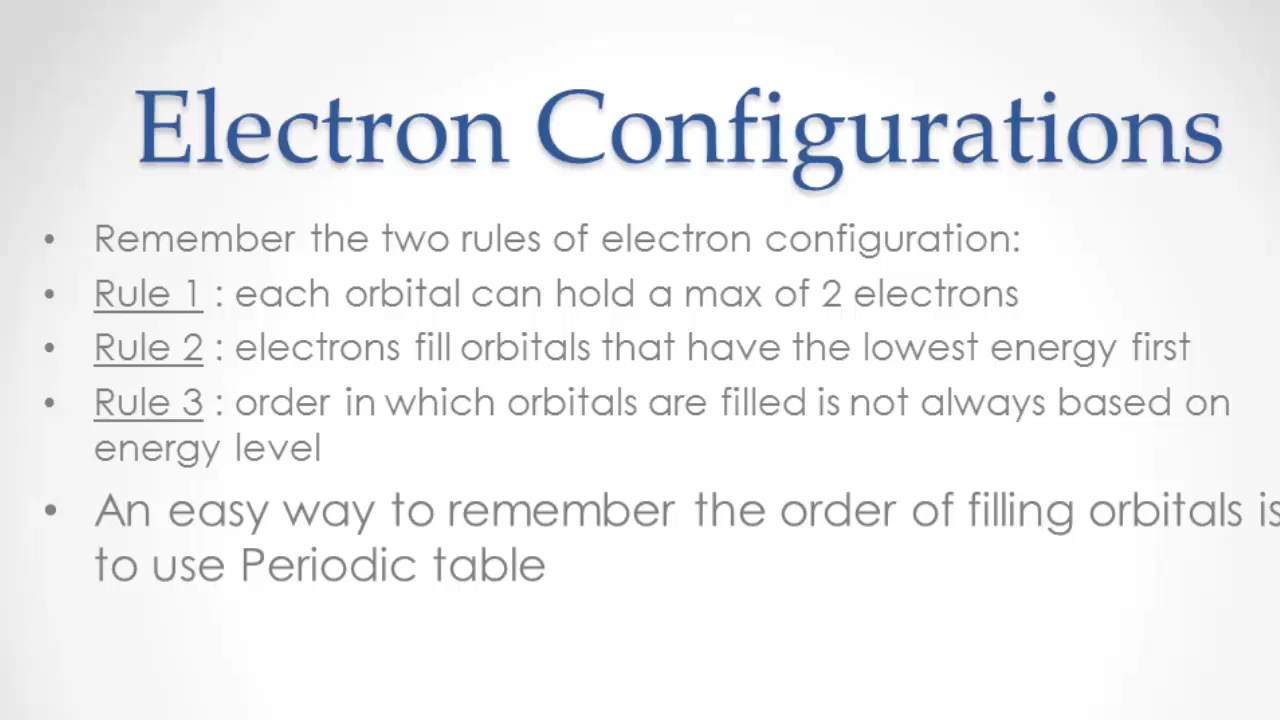 Electron Configurations
• Remember the two rules of electron configuration:
• Rule 1 : each orbital can hold a max of 2 electrons
• Rule 2 : electrons fill orbitals that have the lowest energy first
• Rule 3 : order in which orbitals are filled is not always based on
energy level
• An easy way to remember the order of filling orbitals is
to use Periodic table